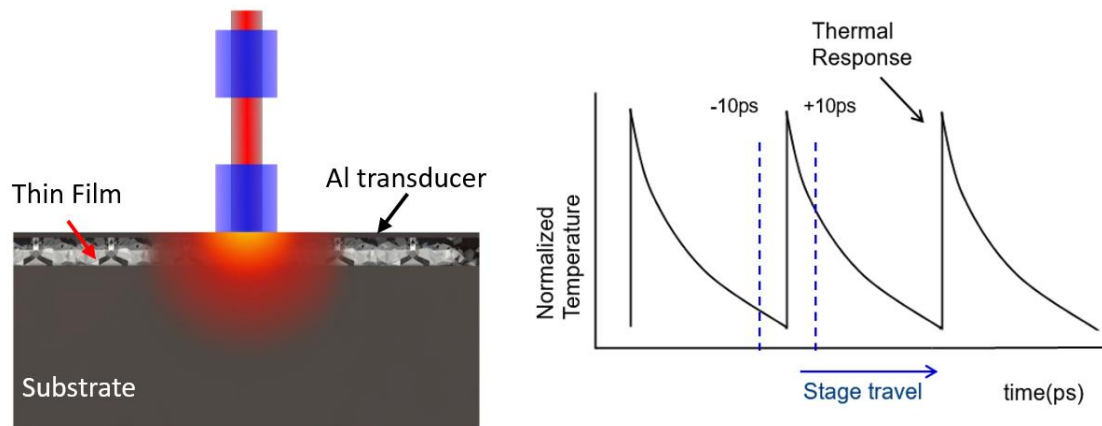 Thin Film
Al transducer
Substrate
Thermal
Response
-10ps
+10ps
Normalized
Temperature
Stage travel
time(ps)